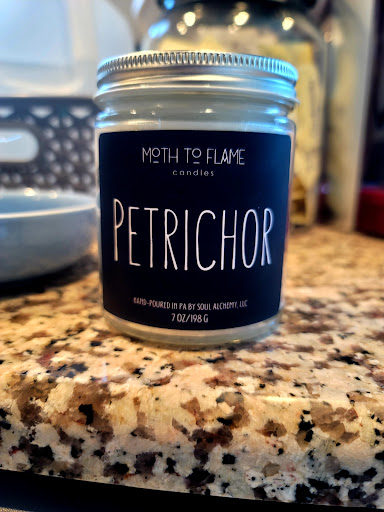 MOTH TO FLAME
candles
PETRICHOR
HAND-POURED IN PA BY SOUL ALCHEMY, LLC
7 OZ/198 G